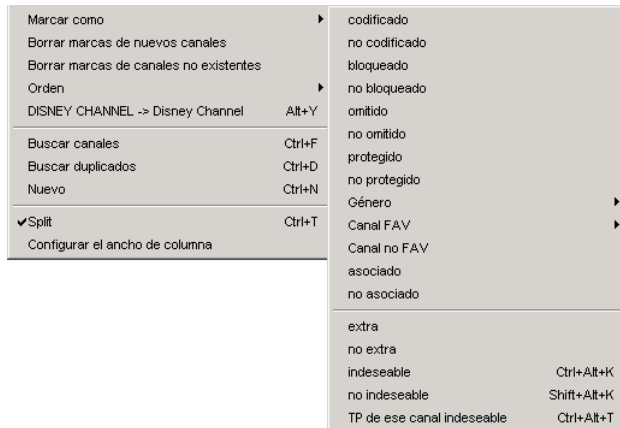 Marcar como
Borrar marcas de nuevos canales
Borrar marcas de canales no existentes
Orden
DISNEY CHANNEL -> Disney Channel Alt+Y
Buscar canales Ctrl+F
Buscar duplicados Ctrl+D
Nuevo Ctrl+N
Split Ctrl+T
Configurar el ancho de columna
codificado
no codificado
bloqueado
no bloqueado
omitido
no omitido
protegido
no protegido
Género
Canal FAV
Canal no FAV
asociado
no asociado
extra
no extra
indeseable Ctrl+Alt+K
no indeseable Shift+Alt+K
TP de ese canal indeseable Ctrl+Alt+T